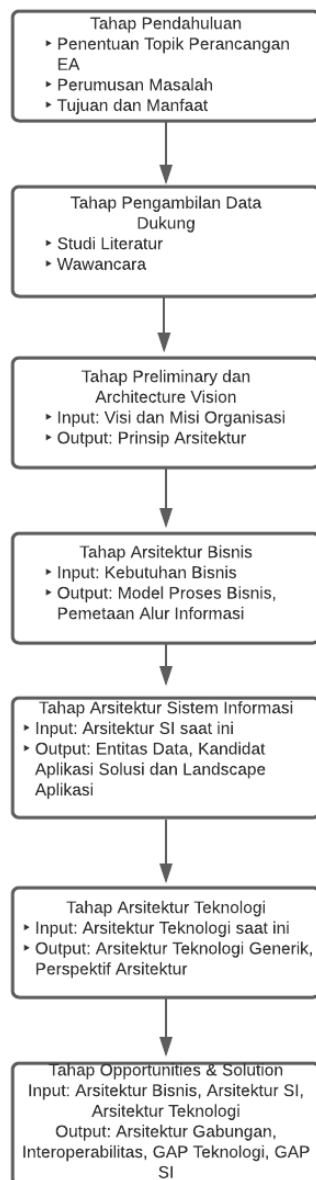 Tahap Pendahuluan
‣ Penentuan Topik Perancangan
EA
‣ Perumusan Masalah
‣ Tujuan dan Manfaat
Tahap Pengambilan Data
Dukung
‣ Studi Literatur
‣ Wawancara
Tahap Preliminary dan
Architecture Vision
‣ Input: Visi dan Misi Organisasi
‣ Output: Prinsip Arsitektur
Tahap Arsitektur Bisnis
‣ Input: Kebutuhan Bisnis
‣ Output: Model Proses Bisnis,
Pemetaan Alur Informasi
Tahap Arsitektur Sistem Informasi
‣ Input: Arsitektur SI saat ini
‣ Output: Entitas Data, Kandidat
Aplikasi Solusi dan Landscape
Aplikasi
Tahap Arsitektur Teknologi
‣ Input: Arsitektur Teknologi saat ini
‣ Output: Arsitektur Teknologi Generik,
Perspektif Arsitektur
Tahap Opportunities & Solution
Input: Arsitektur Bisnis, Arsitektur SI,
Arsitektur Teknologi
Output: Arsitektur Gabungan,
Interoperabilitas, GAP Teknologi, GAP
SI